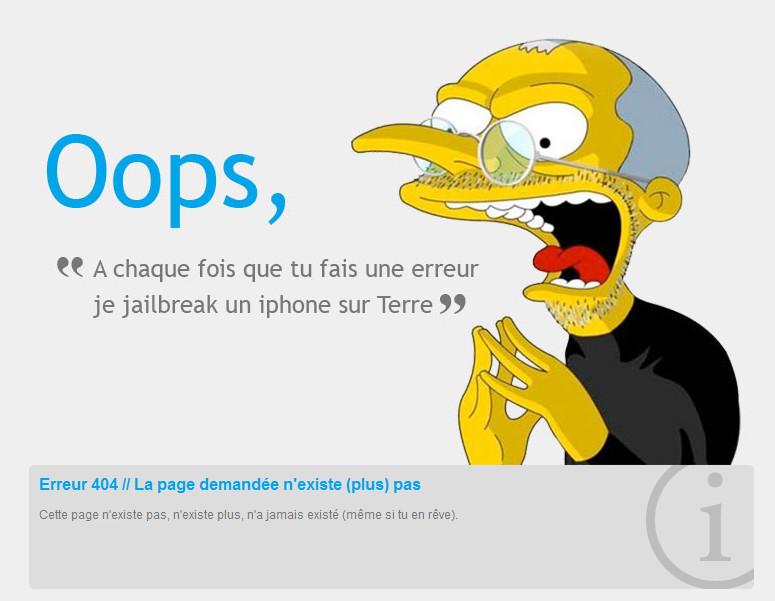 Oops,
❝ A chaque fois que tu fais une erreur
je jailbreak un iphone sur Terre ❞
Erreur 404 // La page demandée n'existe (plus) pas
Cette page n'existe pas, n'existe plus, n'a jamais existé (même si tu en rêve).
i